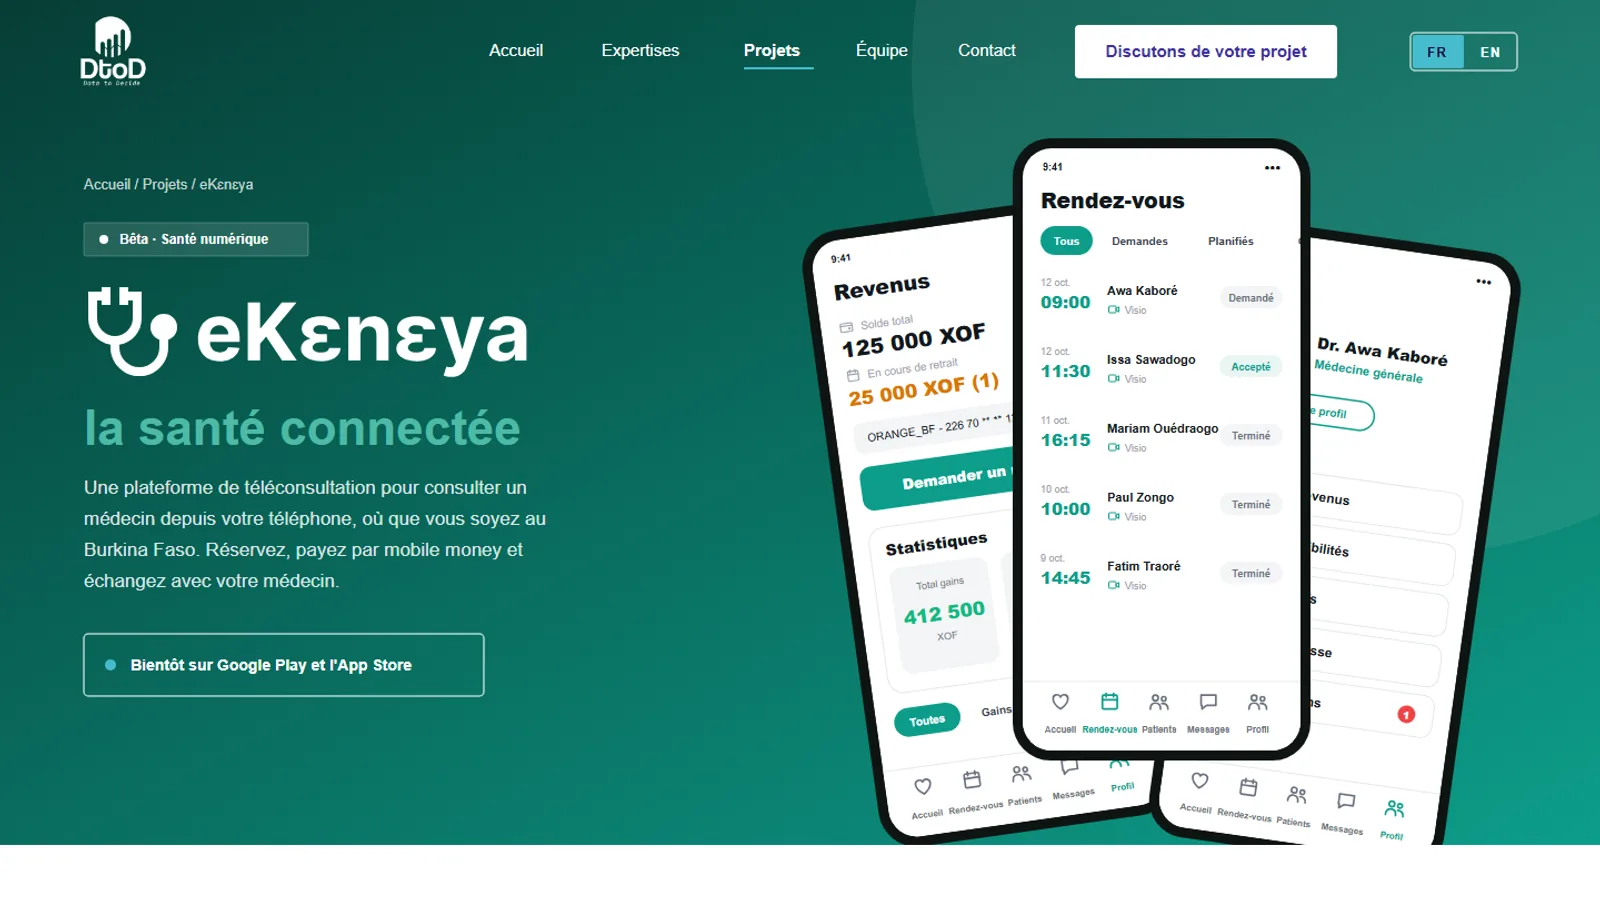 DtoD
Data to Decide
Accueil
Expertises
Projets
Équipe
Contact
Discutons de votre projet
FR
EN
Accueil / Projets / eKɛnɛya
Bêta · Santé numérique
eKɛnɛya
la santé connectée
Une plateforme de téléconsultation pour consulter un
médecin depuis votre téléphone, où que vous soyez au
Burkina Faso. Réservez, payez par mobile money et
échangez avec votre médecin.
Bientôt sur Google Play et l'App Store
9:41
Revenus
Solde total
125 000 XOF
En cours de retrait
25 000 XOF (1)
ORANGE_BF - 226 70 ** **
Demander un
Statistiques
Total gains
412 500
XOF
Toutes
Gains
Accueil
Rendez-vous
Patients
Messages
Profil
9:41
Rendez-vous
Tous
Demandes
Planifiés
12 oct.
09:00
Awa Kaboré
Visio
Demandé
12 oct.
11:30
Issa Sawadogo
Visio
Accepté
11 oct.
16:15
Mariam Ouédraogo
Visio
Terminé
10 oct.
10:00
Paul Zongo
Visio
Terminé
9 oct.
14:45
Fatim Traoré
Visio
Terminé
Accueil
Rendez-vous
Patients
Messages
Profil
Dr. Awa Kaboré
Médecine générale
e profil
venus
bilités
s
sse
ns
1
Accueil
Rendez-vous
Patients
Messages
Profil